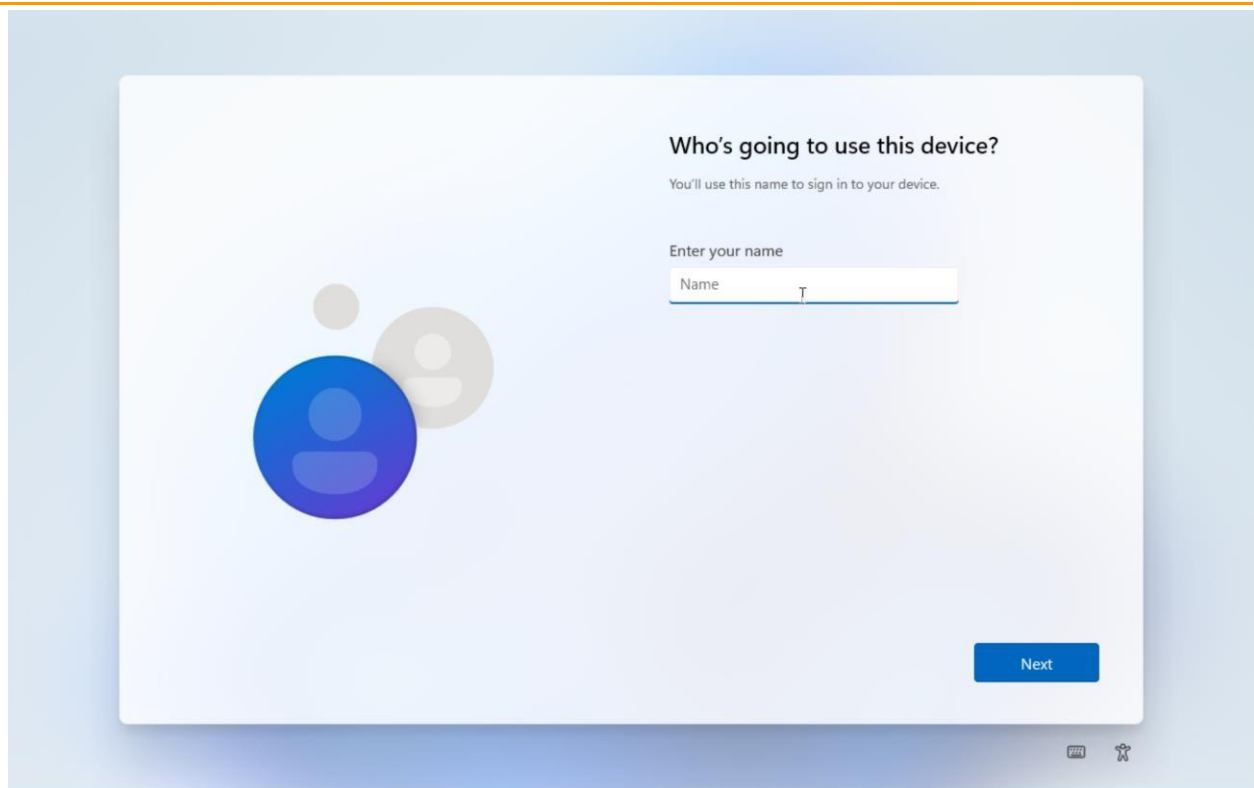 Who's going to use this device?
You'll use this name to sign in to your device.
Enter your name
Name
Next